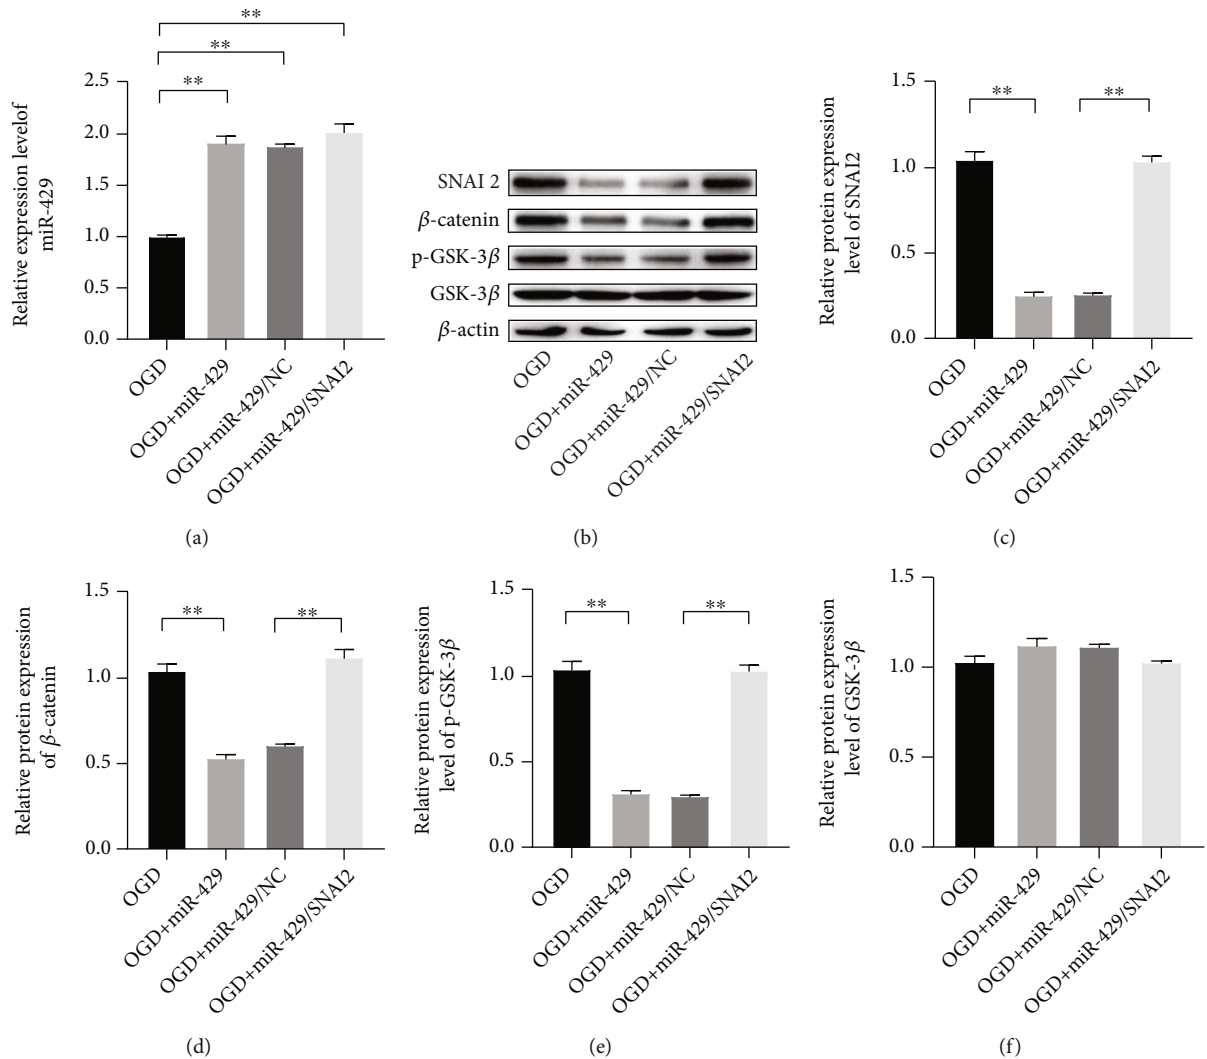 **
**
**
2.5
2.0
1.5
1.0
0.5
0.0
Relative expression levelof
miR-429
OGD
OGD+miR-429
OGD+miR-429/NC
OGD+miR-429/SNAI2
(a)
SNAI 2
β-catenin
p-GSK-3β
GSK-3β
β-actin
OGD
OGD+miR-429
OGD+miR-429/NC
OGD+miR-429/SNAI2
(b)
**
**
1.5
1.0
0.5
0.0
Relative protein expression
level of SNAI2
OGD
OGD+miR-429
OGD+miR-429/NC
OGD+miR-429/SNAI2
(c)
**
**
1.5
1.0
0.5
0.0
Relative protein expression
of β-catenin
OGD
OGD+miR-429
OGD+miR-429/NC
OGD+miR-429/SNAI2
(d)
**
**
1.5
1.0
0.5
0.0
Relative protein expression
level of p-GSK-3β
OGD
OGD+miR-429
OGD+miR-429/NC
OGD+miR-429/SNAI2
(e)
1.5
1.0
0.5
0.0
Relative protein expression
level of GSK-3β
OGD
OGD+miR-429
OGD+miR-429/NC
OGD+miR-429/SNAI2
(f)